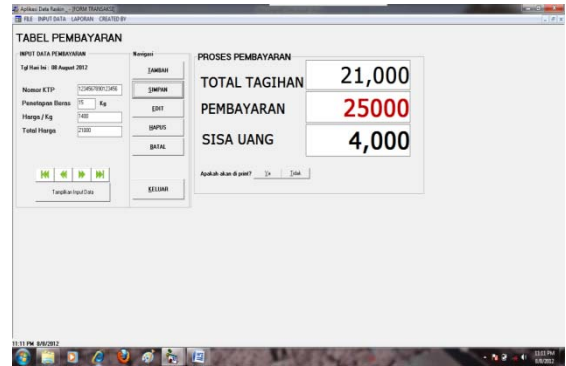 Aplikasi Data Raskin _ - [FORM TRANSAKSI]
FILE INPUT DATA LAPORAN CREATED BY
TABEL PEMBAYARAN
INPUT DATA PEMBAYARAN
Tgl Hari Ini : 08 August 2012
Nomor KTP 1234567890123456
Penetapan Beras 15 Kg
Harga / Kg 1400
Total Harga 21000
Tampilkan Input Data
Navigasi
TAMBAH
SIMPAN
EDIT
HAPUS
BATAL
KELUAR
PROSES PEMBAYARAN
TOTAL TAGIHAN 21,000
PEMBAYARAN 25000
SISA UANG 4,000
Apakah akan di print? Ya Tidak
11:11 PM 8/8/2012
11:11 PM
8/8/2012